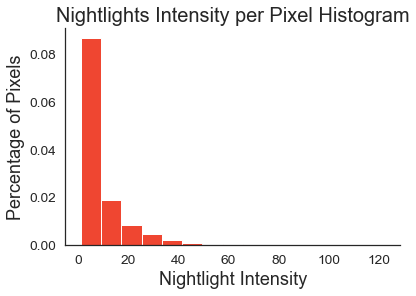 Nightlights Intensity per Pixel Histogram
Percentage of Pixels
0.08
0.06
0.04
0.02
0.00
0 20 40 60 80 100 120
Nightlight Intensity